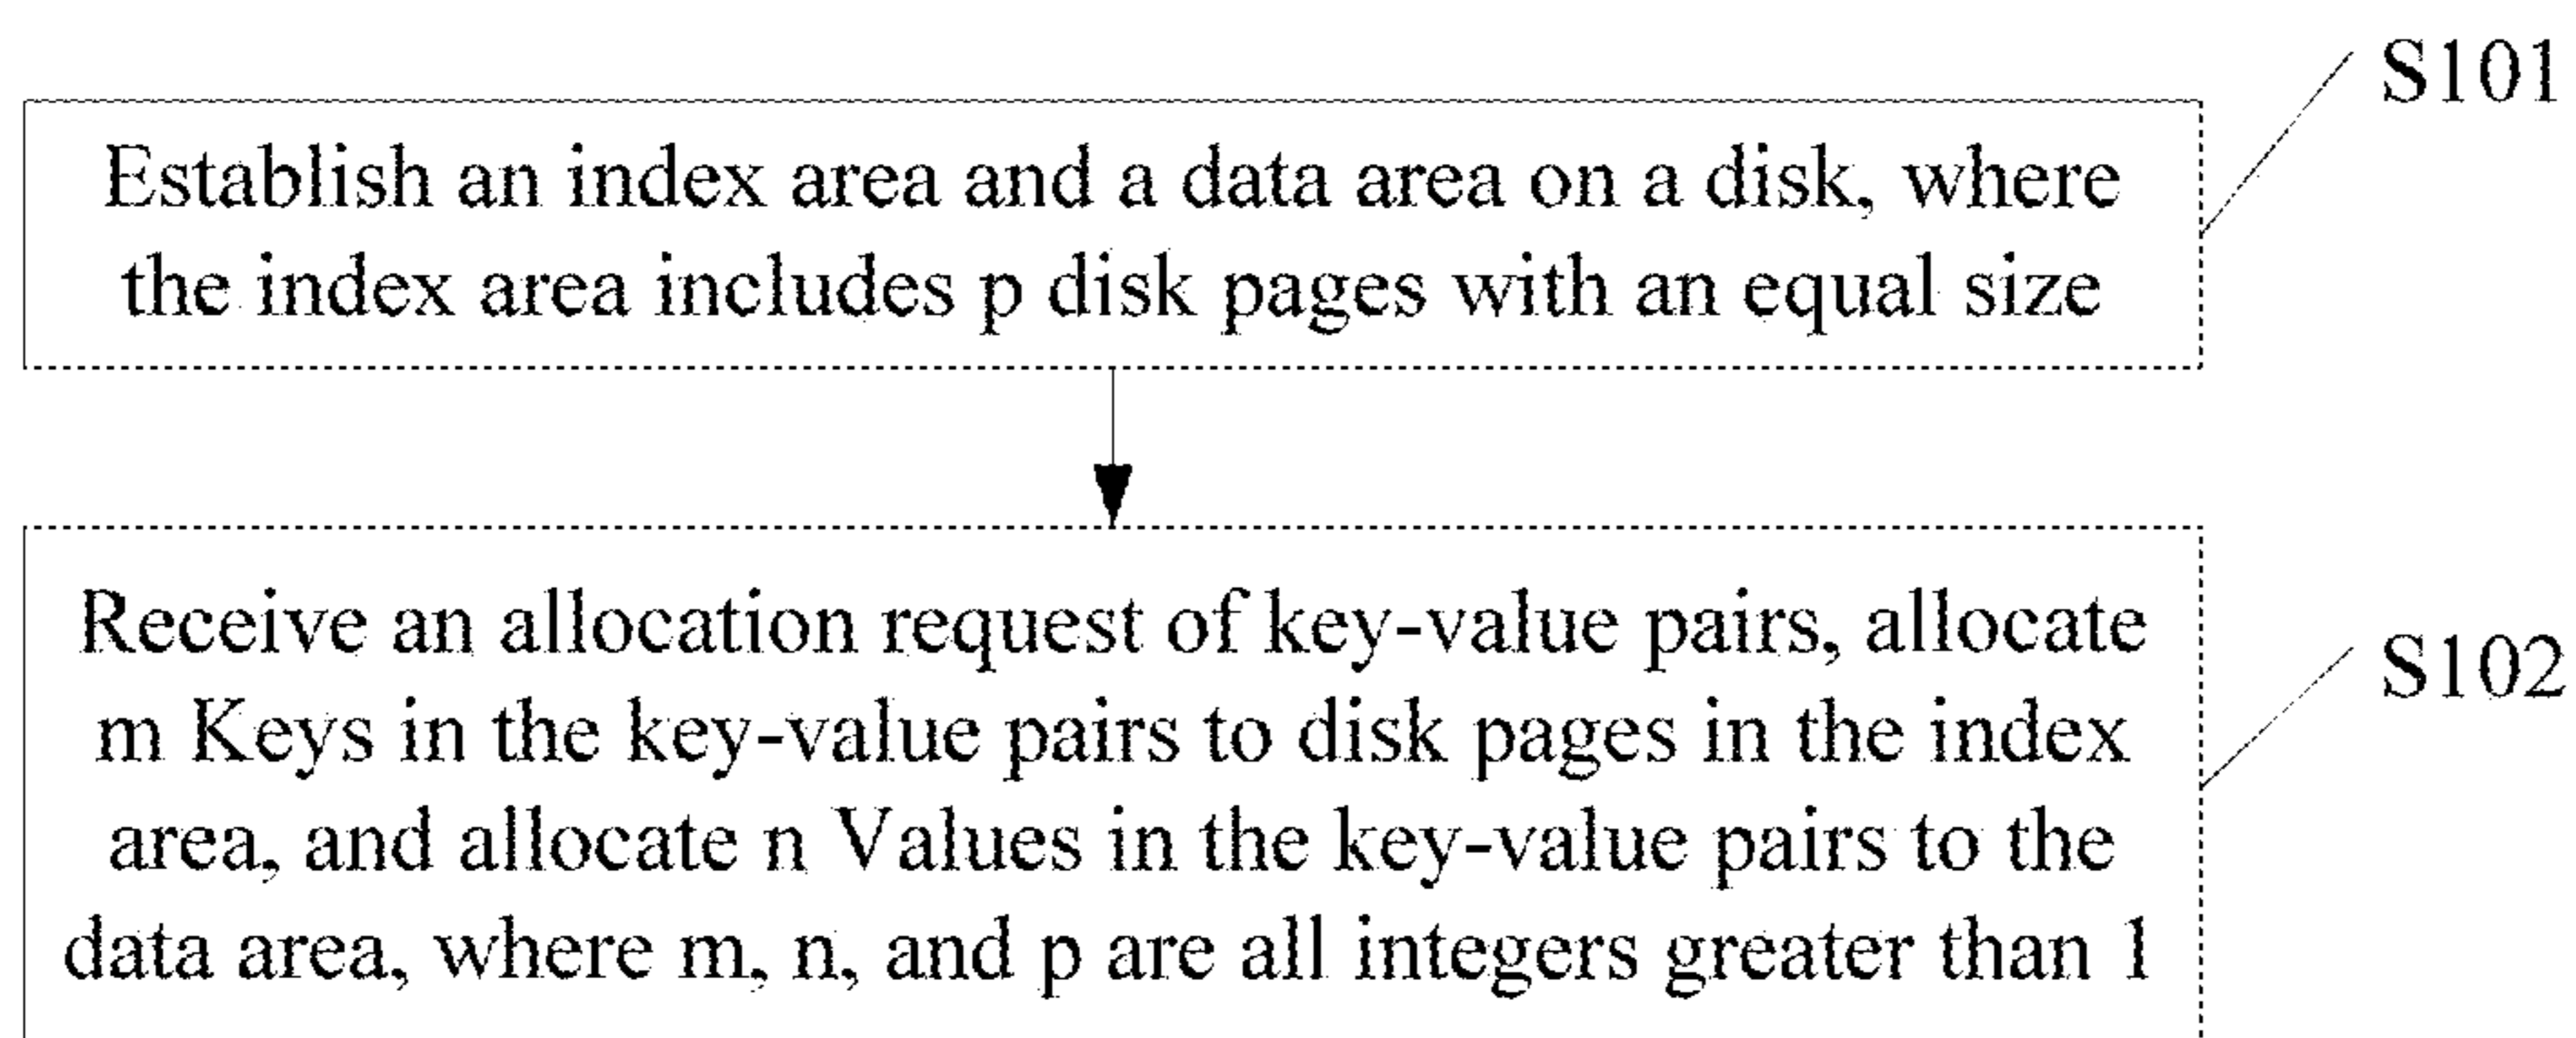 S101
Establish an index area and a data area on a disk, where
the index area includes p disk pages with an equal size
Receive an allocation request of key-value pairs, allocate
m Keys in the key-value pairs to disk pages in the index
area, and allocate n Values in the key-value pairs to the
data area, where m, n, and p are all integers greater than 1
S102